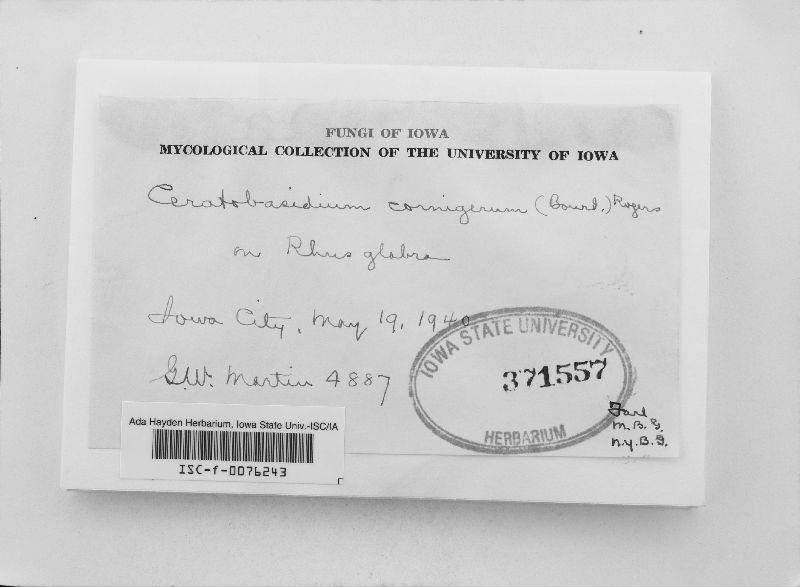 FUNGI OF IOWA
MYCOLOGICAL COLLECTION OF THE UNIVERSITY OF IOWA
Ceratobasidium cornigerum (Bourd.) Rogers
on Rhus glabra
Iowa City, May 19, 1940
G.W. Martin 4887
IOWA STATE UNIVERSITY
371557
HERBARIUM
Farl
M.B.G.
N.Y.B.G.
Ada Hayden Herbarium, Iowa State Univ.-ISC/IA
ISC-f-0076243